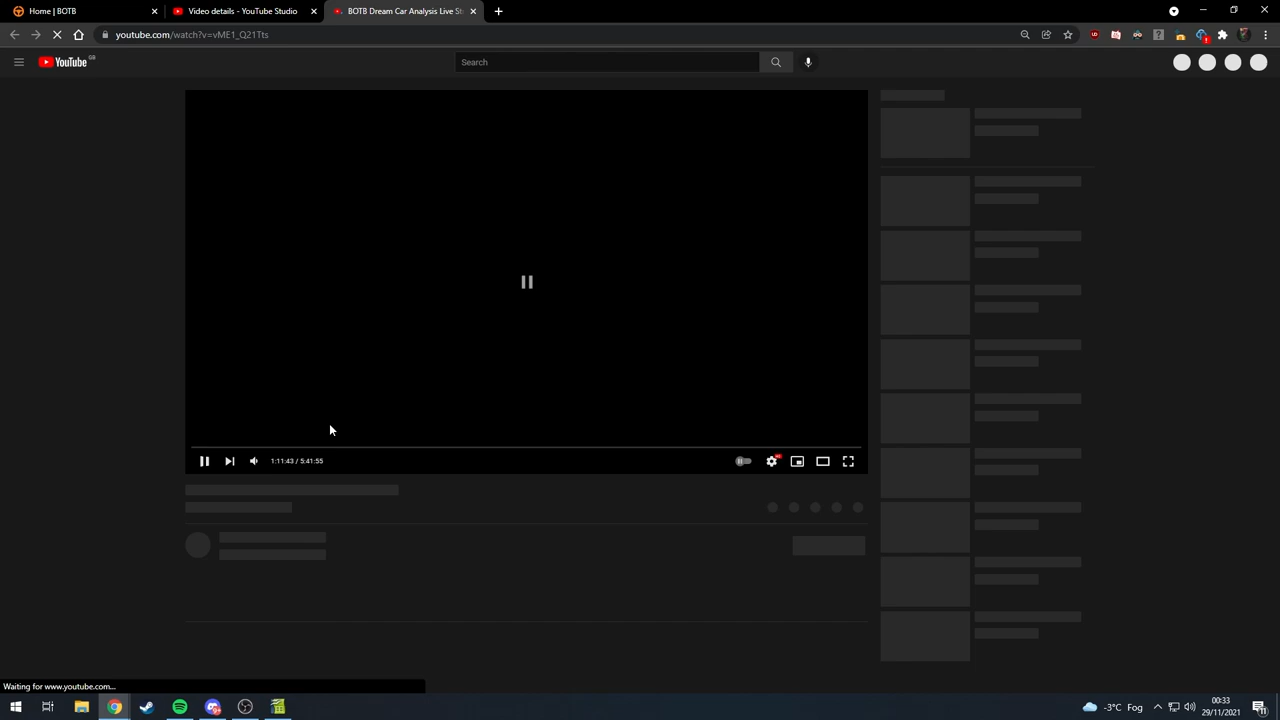 Home | BOTB
Video details - YouTube Studio
BOTB Dream Car Analysis Live St
youtube.com/watch?v=vME1_Q21Tts
YouTube GB
Search
1:11:43 / 5:41:55
Waiting for www.youtube.com...
-3°C Fog
00:33
29/11/2021